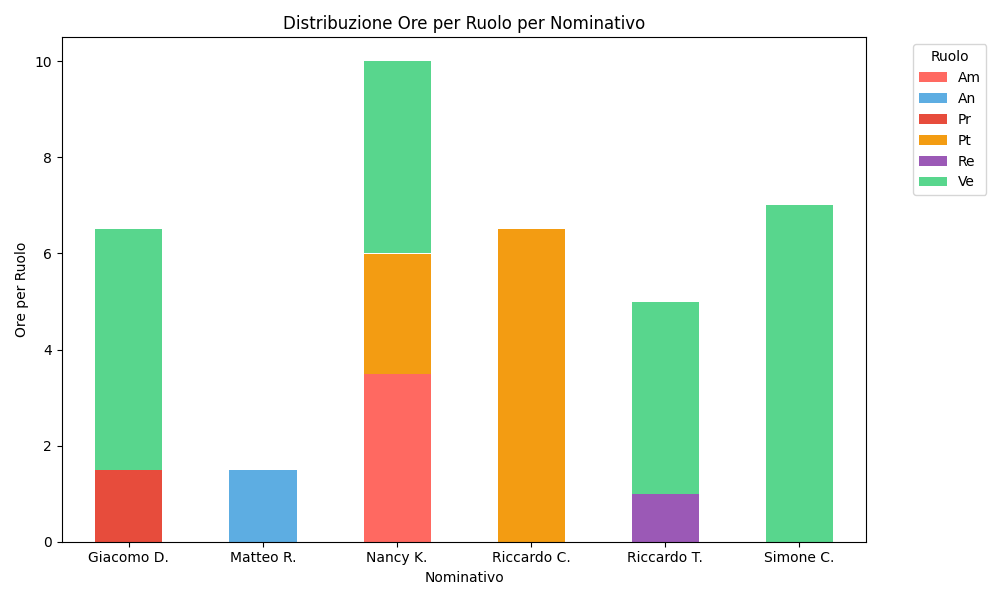 Distribuzione Ore per Ruolo per Nominativo
Ruolo
Am
An
Pr
Pt
Re
Ve
Ore per Ruolo
10
8
6
4
2
0
Giacomo D.
Matteo R.
Nancy K.
Riccardo C.
Riccardo T.
Simone C.
Nominativo